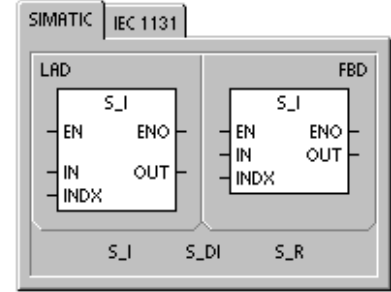 SIMATIC IEC 1131
LAD FBD
S_I S_I
EN ENO EN ENO
IN OUT IN OUT
INDX INDX
S_I S_DI S_R